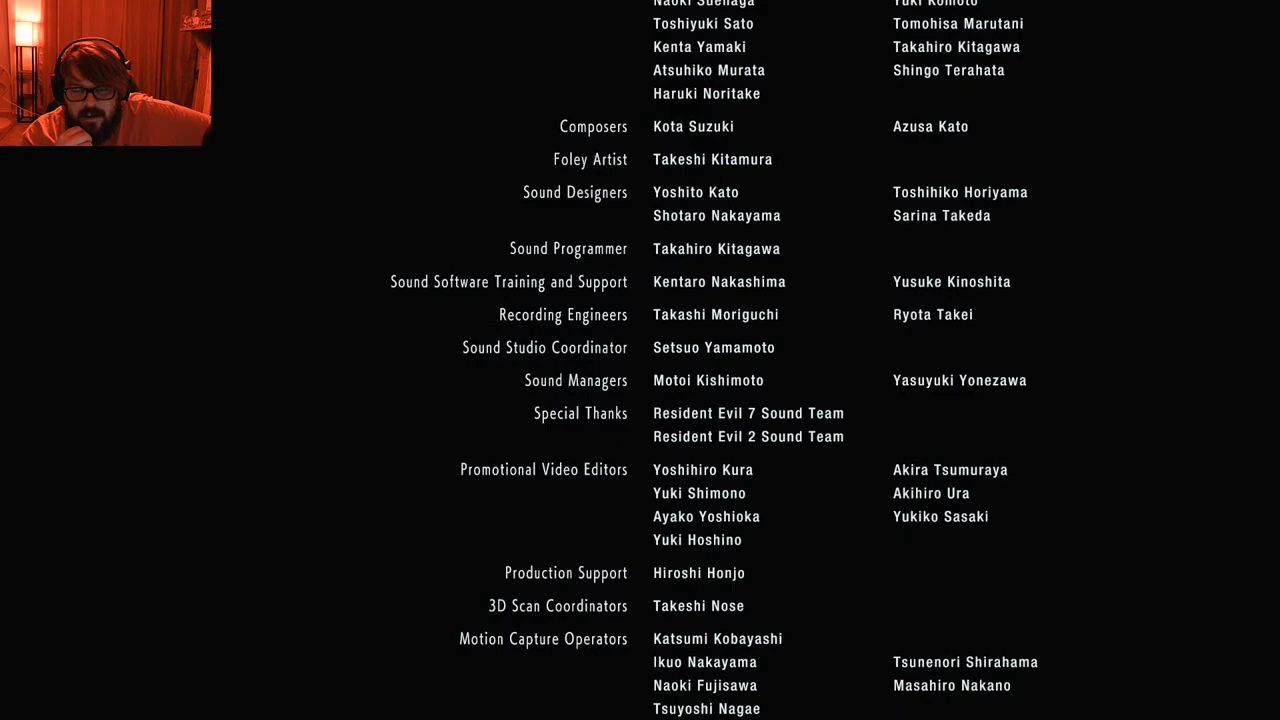 Naoki Suenaga Yuki Komoto
Toshiyuki Sato Tomohisa Marutani
Kenta Yamaki Takahiro Kitagawa
Atsuhiko Murata Shingo Terahata
Haruki Noritake
Composers Kota Suzuki Azusa Kato
Foley Artist Takeshi Kitamura
Sound Designers Yoshito Kato Toshihiko Horiyama
Shotaro Nakayama Sarina Takeda
Sound Programmer Takahiro Kitagawa
Sound Software Training and Support Kentaro Nakashima Yusuke Kinoshita
Recording Engineers Takashi Moriguchi Ryota Takei
Sound Studio Coordinator Setsuo Yamamoto
Sound Managers Motoi Kishimoto Yasuyuki Yonezawa
Special Thanks Resident Evil 7 Sound Team
Resident Evil 2 Sound Team
Promotional Video Editors Yoshihiro Kura Akira Tsumuraya
Yuki Shimono Akihiro Ura
Ayako Yoshioka Yukiko Sasaki
Yuki Hoshino
Production Support Hiroshi Honjo
3D Scan Coordinators Takeshi Nose
Motion Capture Operators Katsumi Kobayashi
Ikuo Nakayama Tsunenori Shirahama
Naoki Fujisawa Masahiro Nakano
Tsuyoshi Nagae